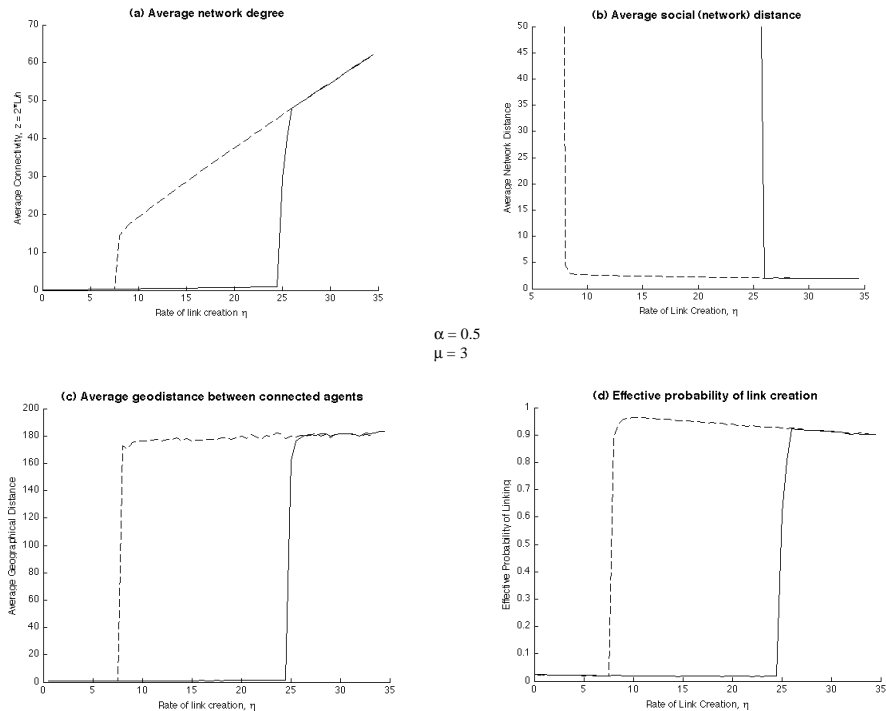 (a) Average network degree
Average Connectivity, z = 2*L/n
70
60
50
40
30
20
10
0
0 5 10 15 20 25 30 35
Rate of link creation η
(b) Average social (network) distance
Average Network Distance
50
45
40
35
30
25
20
15
10
5
0
5 10 15 20 25 30 35
Rate of Link Creation, η
α = 0.5
μ = 3
(c) Average geodistance between connected agents
Average Geographical Distance
200
180
160
140
120
100
80
60
40
20
0
0 5 10 15 20 25 30 35
Rate of link creation, η
(d) Effective probability of link creation
Effective Probability of Linking
1
0.9
0.8
0.7
0.6
0.5
0.4
0.3
0.2
0.1
0
0 5 10 15 20 25 30 35
Rate of Link Creation, η